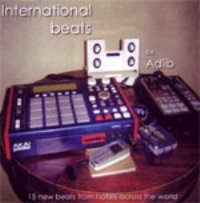 International
beats
by
Adlib
AKAI
15 new beats from hotels across the world